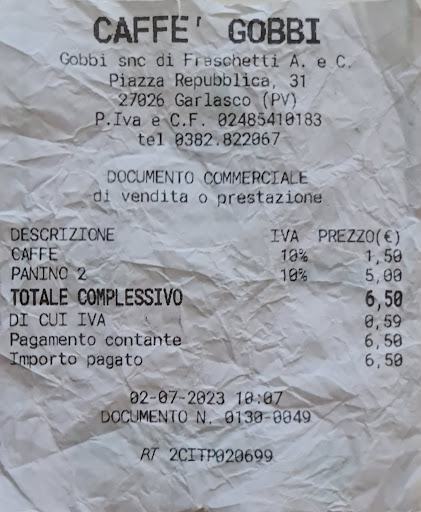 CAFFE' GOBBI
Gobbi snc di Fraschetti A. e C.
Piazza Repubblica, 31
27026 Garlasco (PV)
P.Iva e C.F. 02485410183
tel 0382.822067
DOCUMENTO COMMERCIALE
di vendita o prestazione
DESCRIZIONE IVA PREZZO(€)
CAFFE 10% 1,50
PANINO 2 10% 5,00
TOTALE COMPLESSIVO 6,50
DI CUI IVA 0,59
Pagamento contante 6,50
Importo pagato 6,50
02-07-2023 10:07
DOCUMENTO N. 0130-0049
RT 2CITP020699